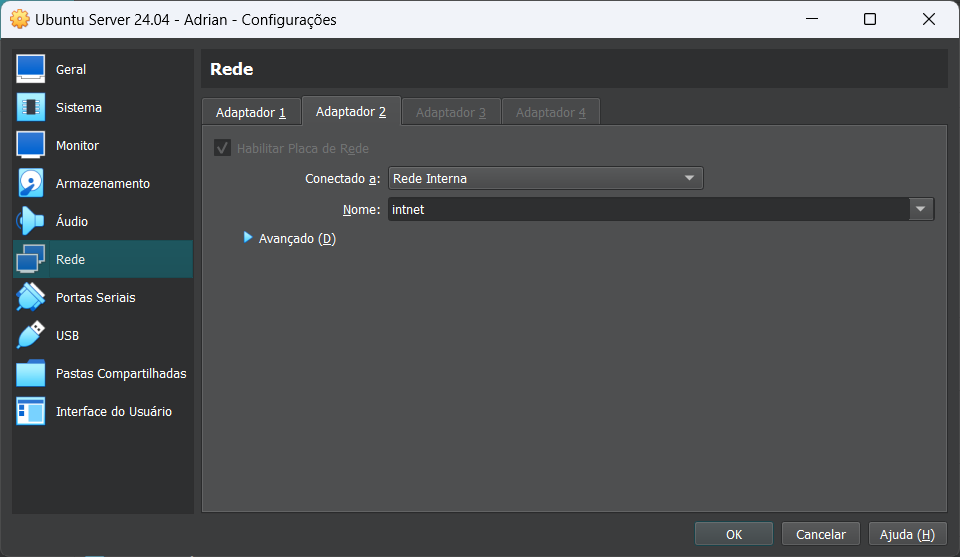 Ubuntu Server 24.04 - Adrian - Configurações
Geral
Sistema
Monitor
Armazenamento
Áudio
Rede
Portas Seriais
USB
Pastas Compartilhadas
Interface do Usuário
Rede
Adaptador 1 Adaptador 2 Adaptador 3 Adaptador 4
Habilitar Placa de Rede
Conectado a: Rede Interna
Nome: intnet
Avançado (D)
OK Cancelar Ajuda (H)